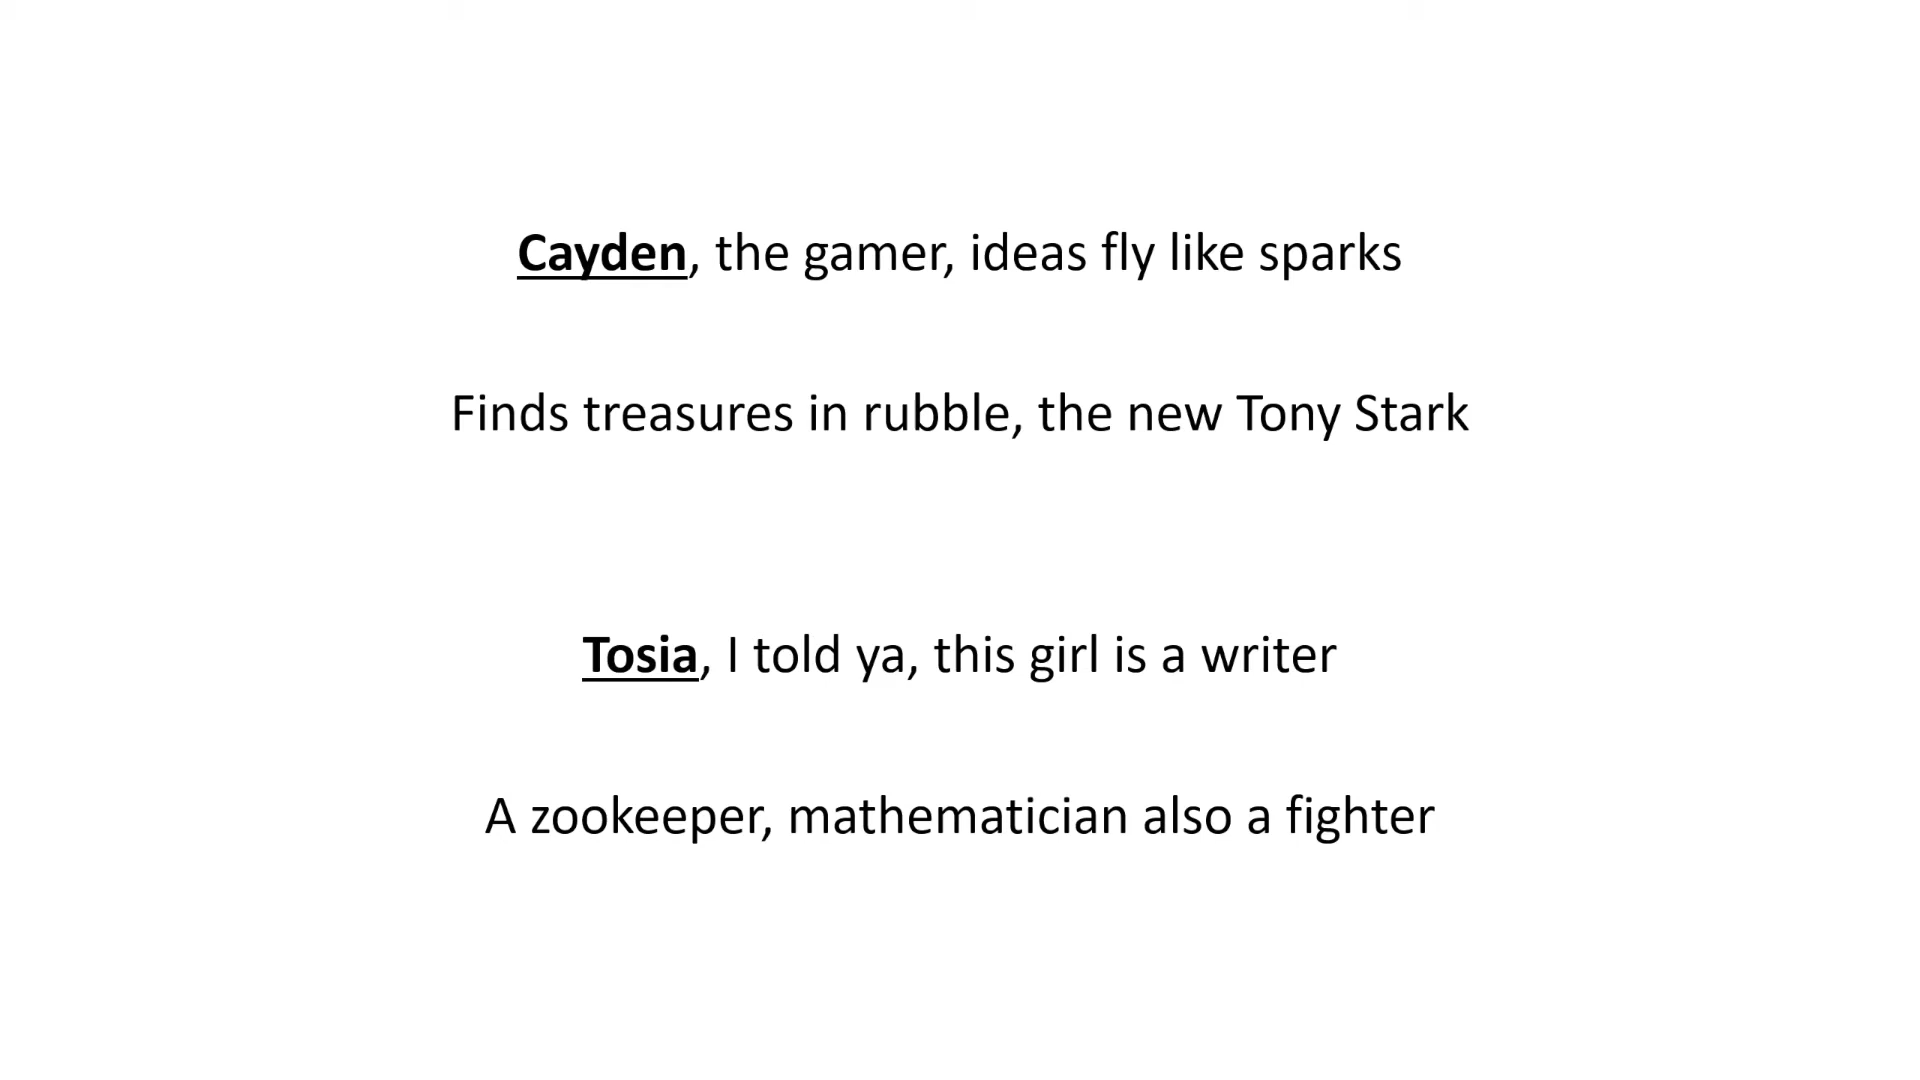 Cayden, the gamer, ideas fly like sparks
Finds treasures in rubble, the new Tony Stark
Tosia, I told ya, this girl is a writer
A zookeeper, mathematician also a fighter